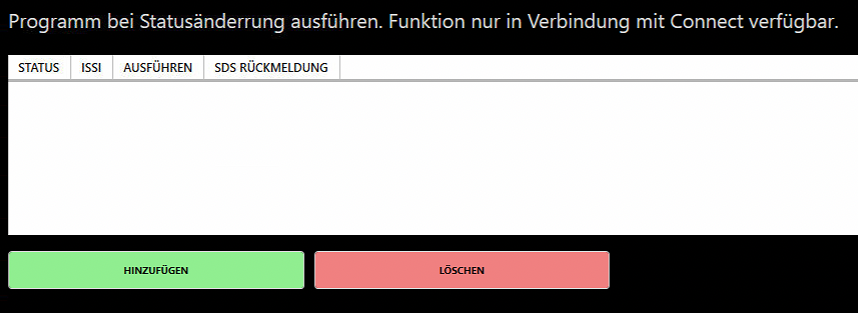 Programm bei Statusänderrung ausführen. Funktion nur in Verbindung mit Connect verfügbar.
STATUS ISSI AUSFÜHREN SDS RÜCKMELDUNG
HINZUFÜGEN LÖSCHEN